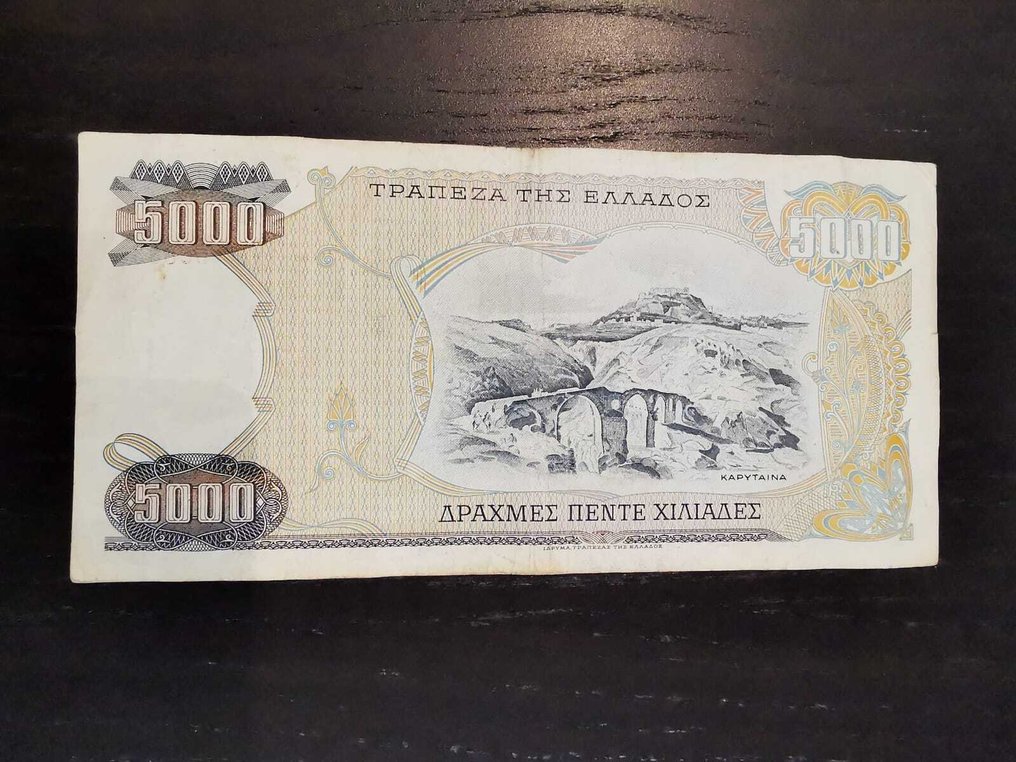 ΤΡΑΠΕΖΑ ΤΗΣ ΕΛΛΑΔΟΣ
5000
5000
ΚΑΡΥΤΑΙΝΑ
5000
ΔΡΑΧΜΕΣ ΠΕΝΤΕ ΧΙΛΙΑΔΕΣ
ΙΔΡΥΜΑ ΤΡΑΠΕΖΑΣ ΤΗΣ ΕΛΛΑΔΟΣ